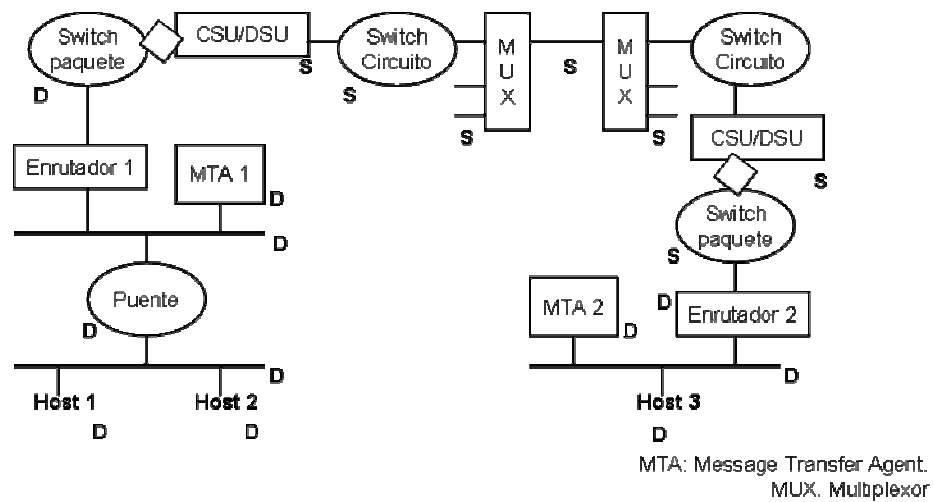 Switch
paquete
CSU/DSU
S
Switch
Circuito
S
M
U
X
S
S
M
U
X
S
Switch
Circuito
CSU/DSU
S
D
Enrutador 1
MTA 1
D
D
Switch
paquete
S
Puente
D
MTA 2
D
D
Enrutador 2
D
D
Host 1
D
Host 2
D
Host 3
D
MTA: Message Transfer Agent.
MUX. Multiplexor